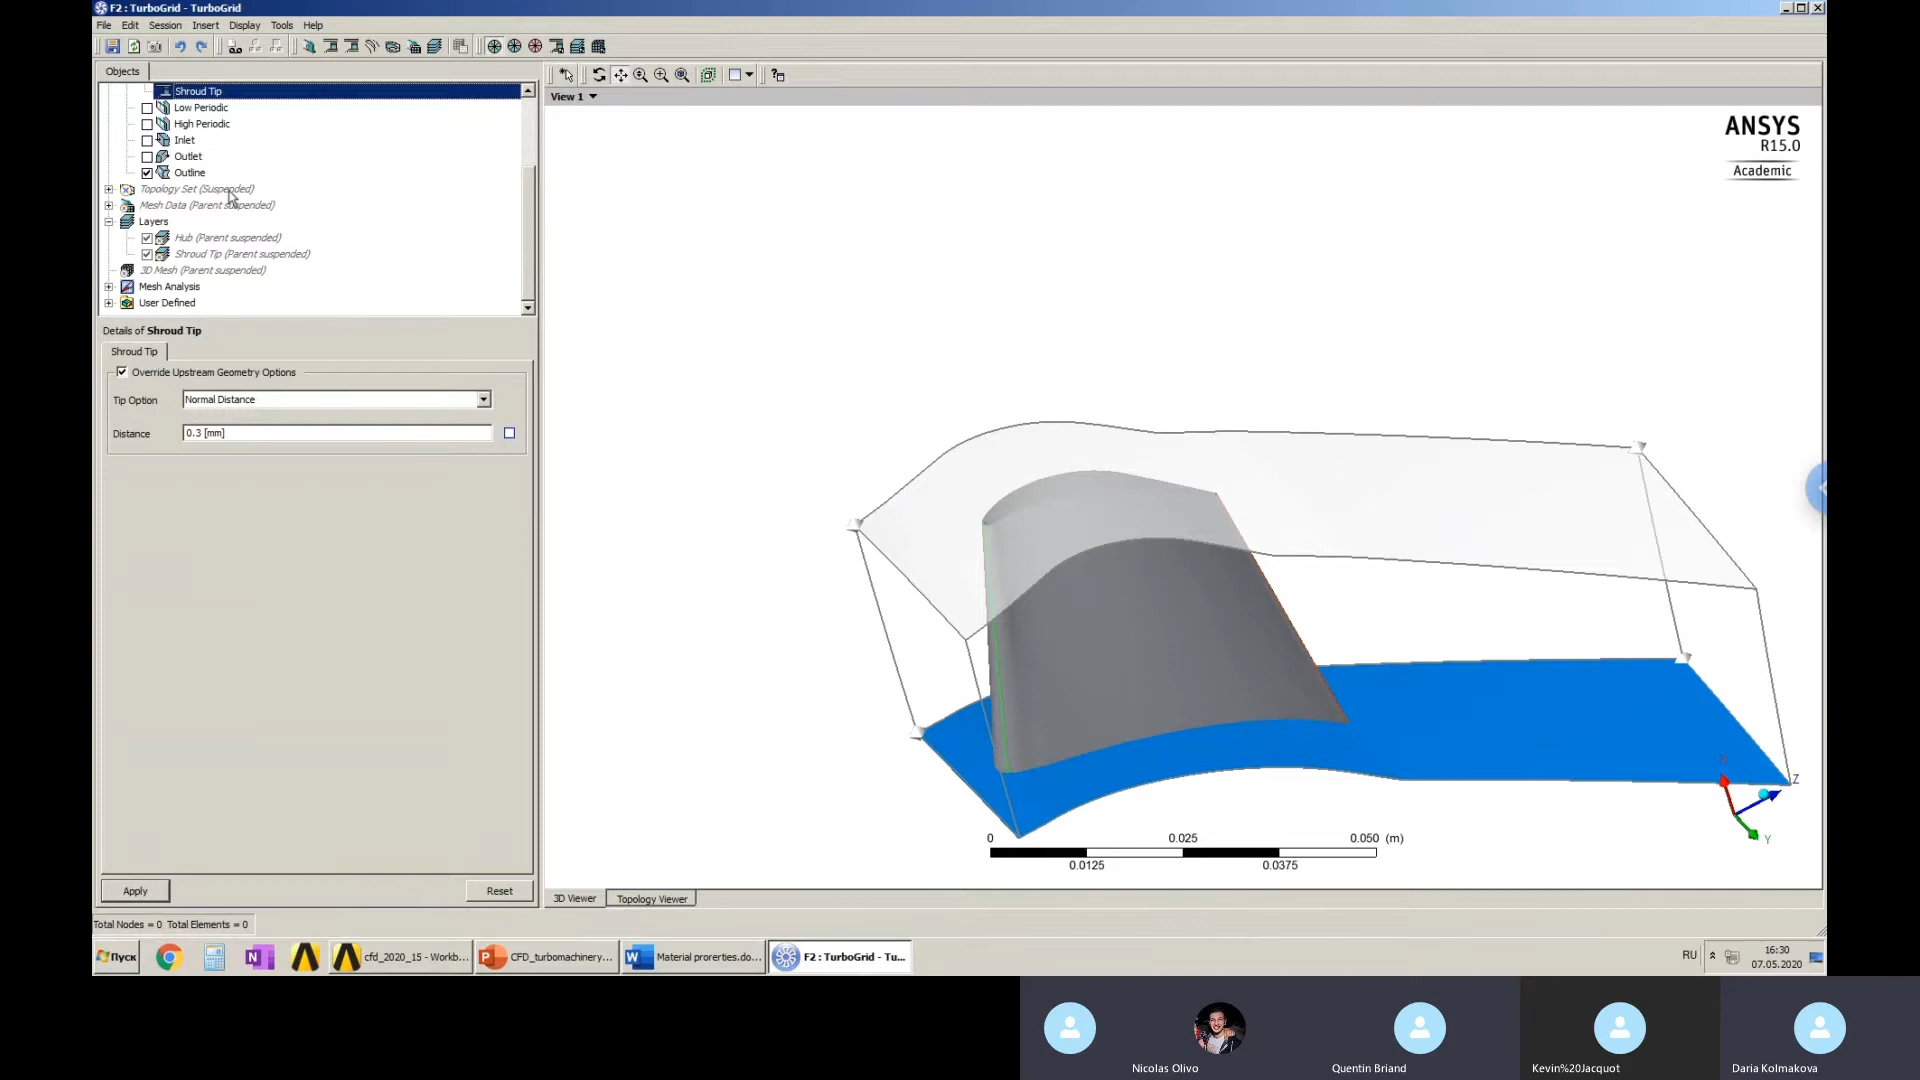 F2 : TurboGrid - TurboGrid
File Edit Session Insert Display Tools Help
Objects
Shroud Tip
Low Periodic
High Periodic
Inlet
Outlet
Outline
Topology Set (Suspended)
Mesh Data (Parent suspended)
Layers
Hub (Parent suspended)
Shroud Tip (Parent suspended)
3D Mesh (Parent suspended)
Mesh Analysis
User Defined
Details of Shroud Tip
Shroud Tip
Override Upstream Geometry Options
Tip Option Normal Distance
Distance 0.3 [mm]
Apply Reset
Total Nodes = 0 Total Elements = 0
View 1
ANSYS
R15.0
Academic
Z
Y
0 0.025 0.050 (m)
0.0125 0.0375
3D Viewer Topology Viewer
Пуск
cfd_2020_15 - Workb...
CFD_turbomachinery...
Material prorerties.do...
F2 : TurboGrid - Tu...
RU
16:30
07.05.2020
Nicolas Olivo
Quentin Briand
Kevin%20Jacquot
Daria Kolmakova